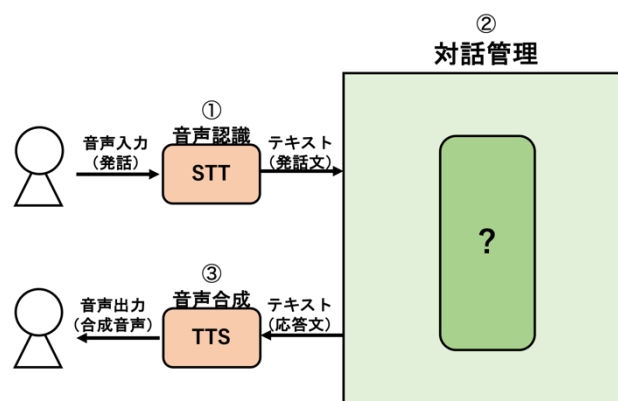 ①
音声認識
音声入力
(発話)
STT
テキスト
(発話文)
②
対話管理
?
③
音声合成
音声出力
(合成音声)
TTS
テキスト
(応答文)